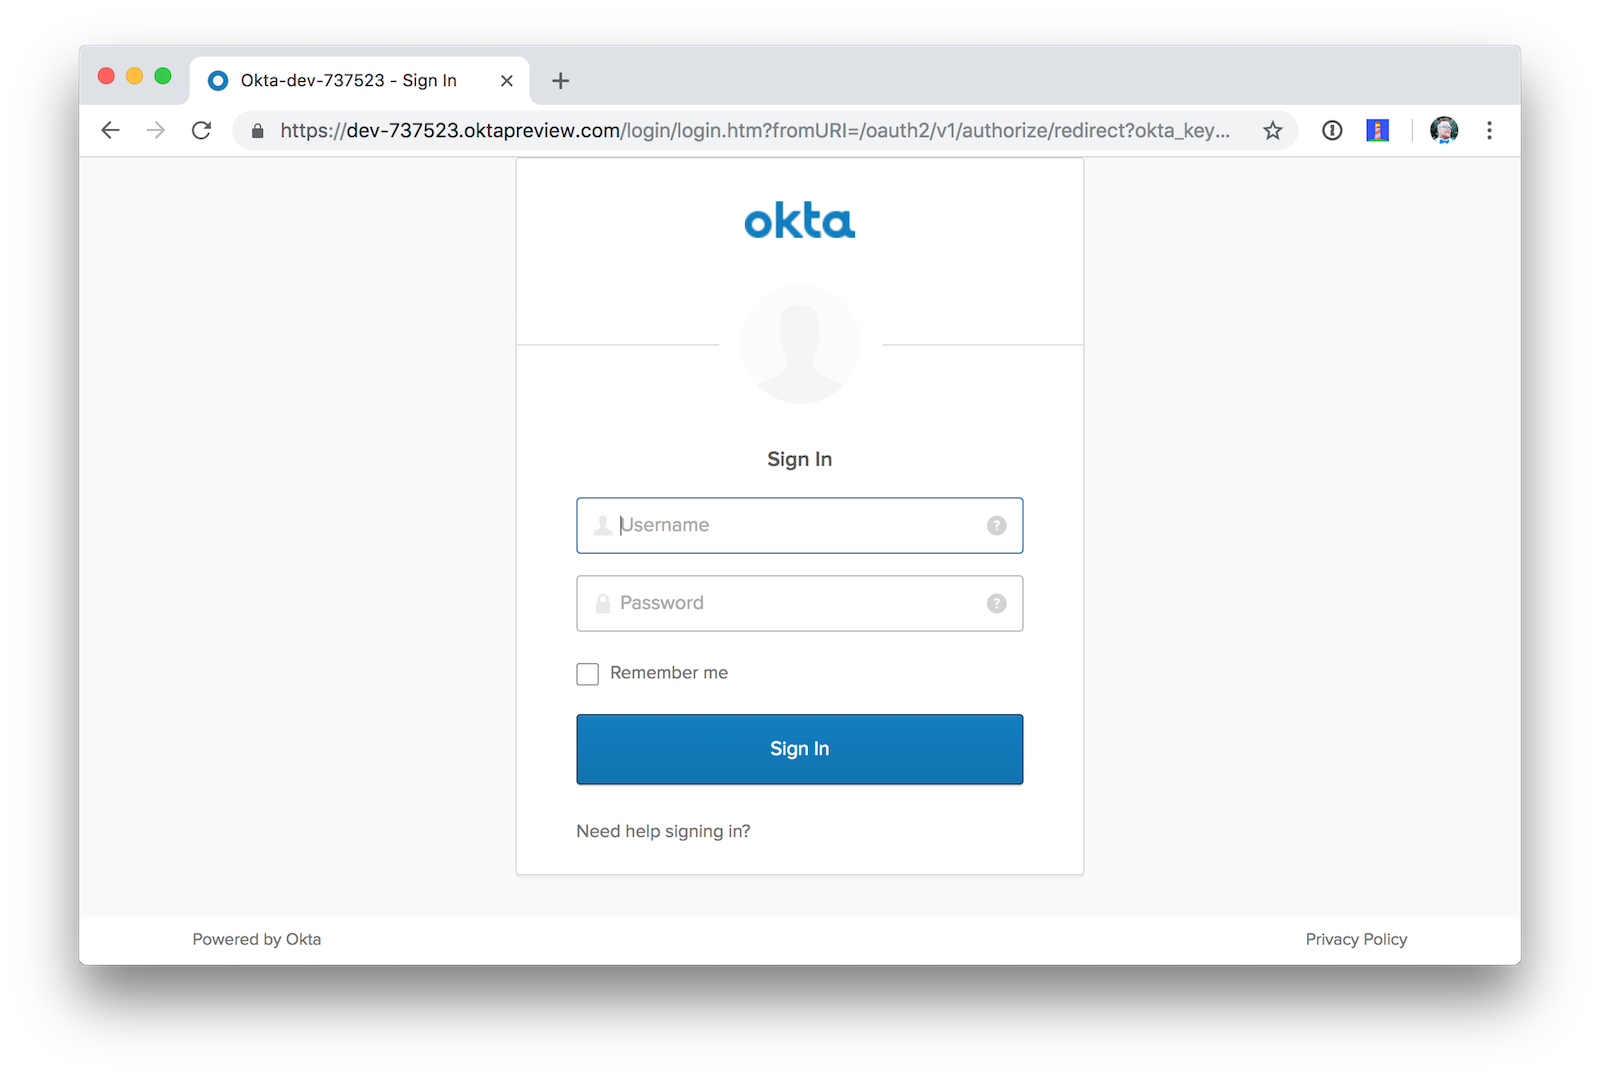 Okta-dev-737523 - Sign In
https://dev-737523.oktapreview.com/login/login.htm?fromURI=/oauth2/v1/authorize/redirect?okta_key...
okta
Sign In
Username
Password
Remember me
Sign In
Need help signing in?
Powered by Okta
Privacy Policy